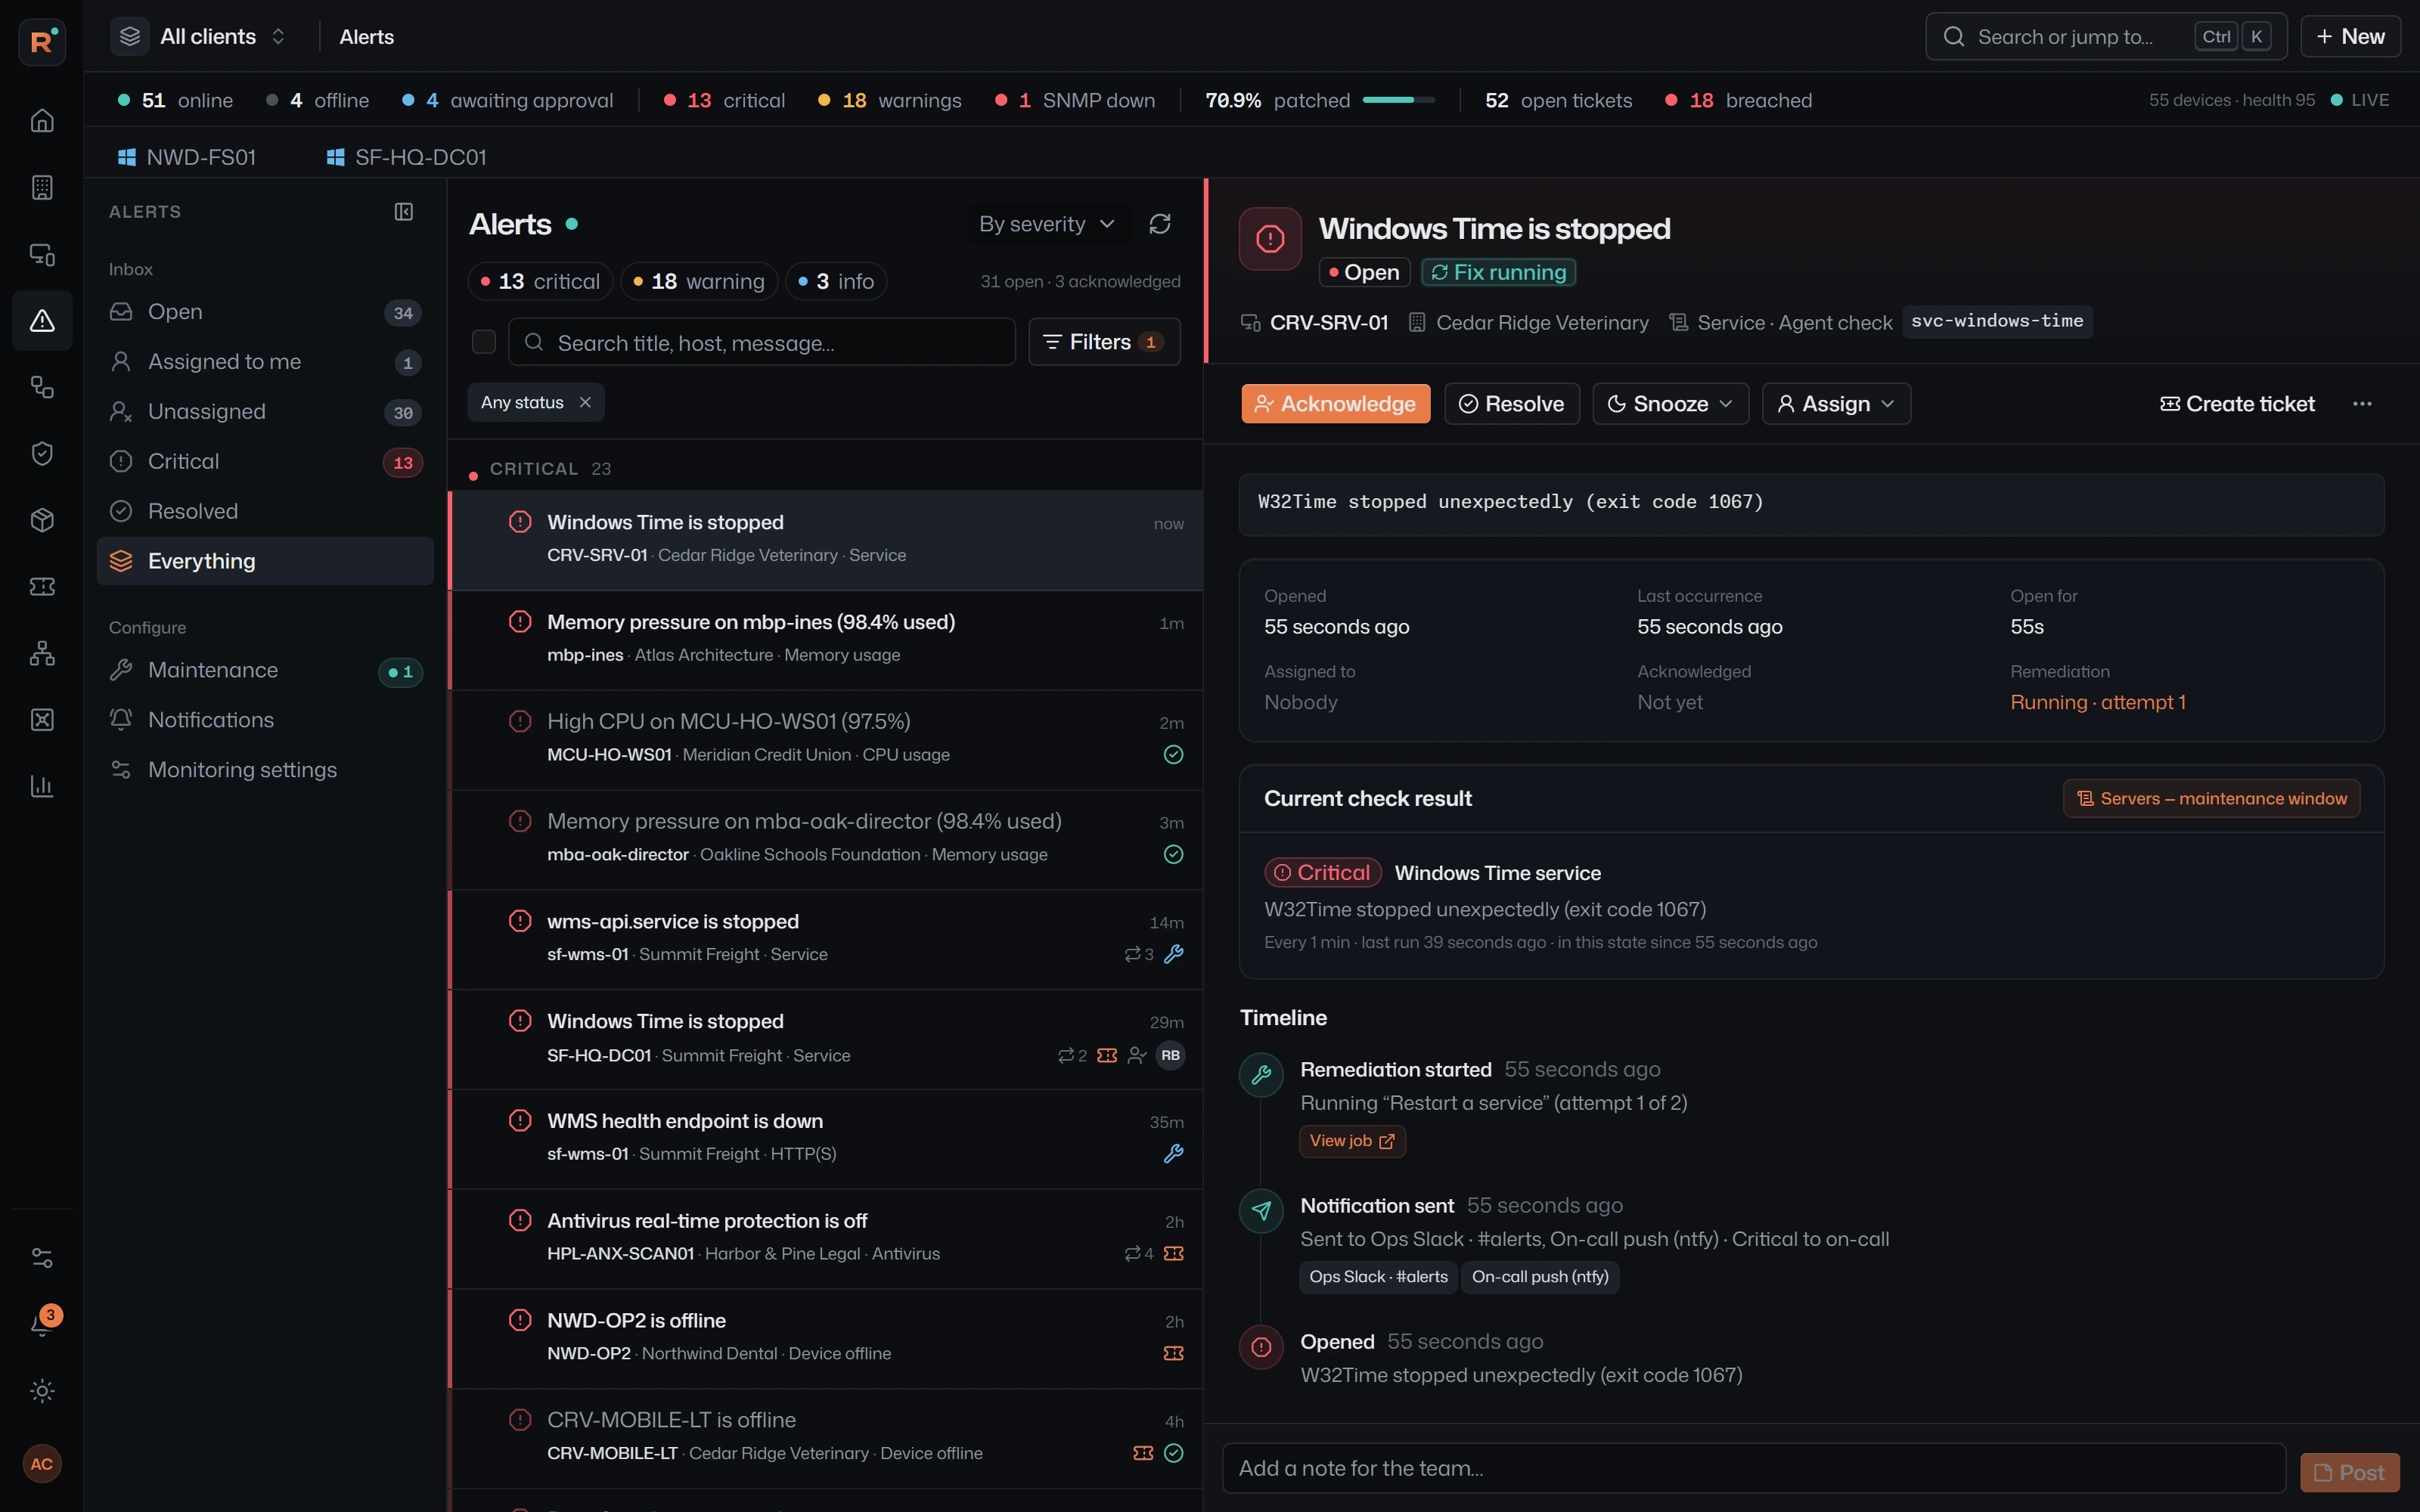 R
All clients
Alerts
Search or jump to...
Ctrl K
New
51 online
4 offline
4 awaiting approval
13 critical
18 warnings
1 SNMP down
70.9% patched
52 open tickets
18 breached
55 devices · health 95
LIVE
NWD-FS01
SF-HQ-DC01
ALERTS
Inbox
Open 34
Assigned to me 1
Unassigned 30
Critical 13
Resolved
Everything
Configure
Maintenance 1
Notifications
Monitoring settings
3
AC
Alerts
By severity
13 critical
18 warning
3 info
31 open · 3 acknowledged
Search title, host, message...
Filters 1
Any status
CRITICAL 23
Windows Time is stopped now
CRV-SRV-01 · Cedar Ridge Veterinary · Service
Memory pressure on mbp-ines (98.4% used) 1m
mbp-ines · Atlas Architecture · Memory usage
High CPU on MCU-HO-WS01 (97.5%) 2m
MCU-HO-WS01 · Meridian Credit Union · CPU usage
Memory pressure on mba-oak-director (98.4% used) 3m
mba-oak-director · Oakline Schools Foundation · Memory usage
wms-api.service is stopped 14m
sf-wms-01 · Summit Freight · Service 3
Windows Time is stopped 29m
SF-HQ-DC01 · Summit Freight · Service 2 RB
WMS health endpoint is down 35m
sf-wms-01 · Summit Freight · HTTP(S)
Antivirus real-time protection is off 2h
HPL-ANX-SCAN01 · Harbor & Pine Legal · Antivirus 4
NWD-OP2 is offline 2h
NWD-OP2 · Northwind Dental · Device offline
CRV-MOBILE-LT is offline 4h
CRV-MOBILE-LT · Cedar Ridge Veterinary · Device offline
Windows Time is stopped
Open
Fix running
CRV-SRV-01 Cedar Ridge Veterinary Service · Agent check svc-windows-time
Acknowledge
Resolve
Snooze
Assign
Create ticket
W32Time stopped unexpectedly (exit code 1067)
Opened Last occurrence Open for
55 seconds ago 55 seconds ago 55s
Assigned to Acknowledged Remediation
Nobody Not yet Running · attempt 1
Current check result
Servers – maintenance window
Critical Windows Time service
W32Time stopped unexpectedly (exit code 1067)
Every 1 min · last run 39 seconds ago · in this state since 55 seconds ago
Timeline
Remediation started 55 seconds ago
Running “Restart a service” (attempt 1 of 2)
View job
Notification sent 55 seconds ago
Sent to Ops Slack · #alerts, On-call push (ntfy) · Critical to on-call
Ops Slack · #alerts
On-call push (ntfy)
Opened 55 seconds ago
W32Time stopped unexpectedly (exit code 1067)
Add a note for the team...
Post